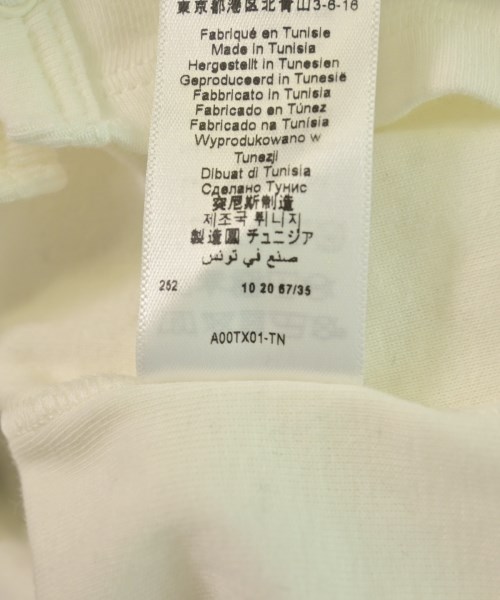 東京都港区北青山3-6-16
Fabriqué en Tunisie
Made in Tunisia
Hergestellt in Tunesien
Geproduceerd in Tunesië
Fabbricato in Tunisia
Fabricado en Túnez
Fabricado na Tunísia
Wyprodukowano w
Tunezji
Dibuat di Tunisia
Сделано Тунис
突尼斯制造
제조국 튀니지
製造國 チュニジア
صنع في تونس
252 10 20 67/35
A00TX01-TN